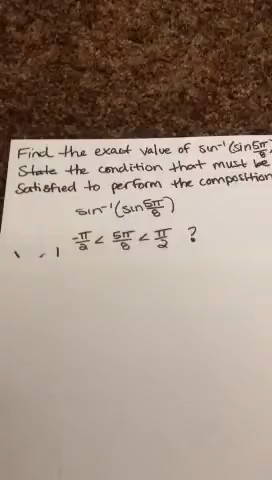 Find the exact value of sin⁻¹(sin 5π/8)
State the condition that must be
satisfied to perform the composition
sin⁻¹(sin 5π/8)
-π/2 < 5π/8 < π/2 ?